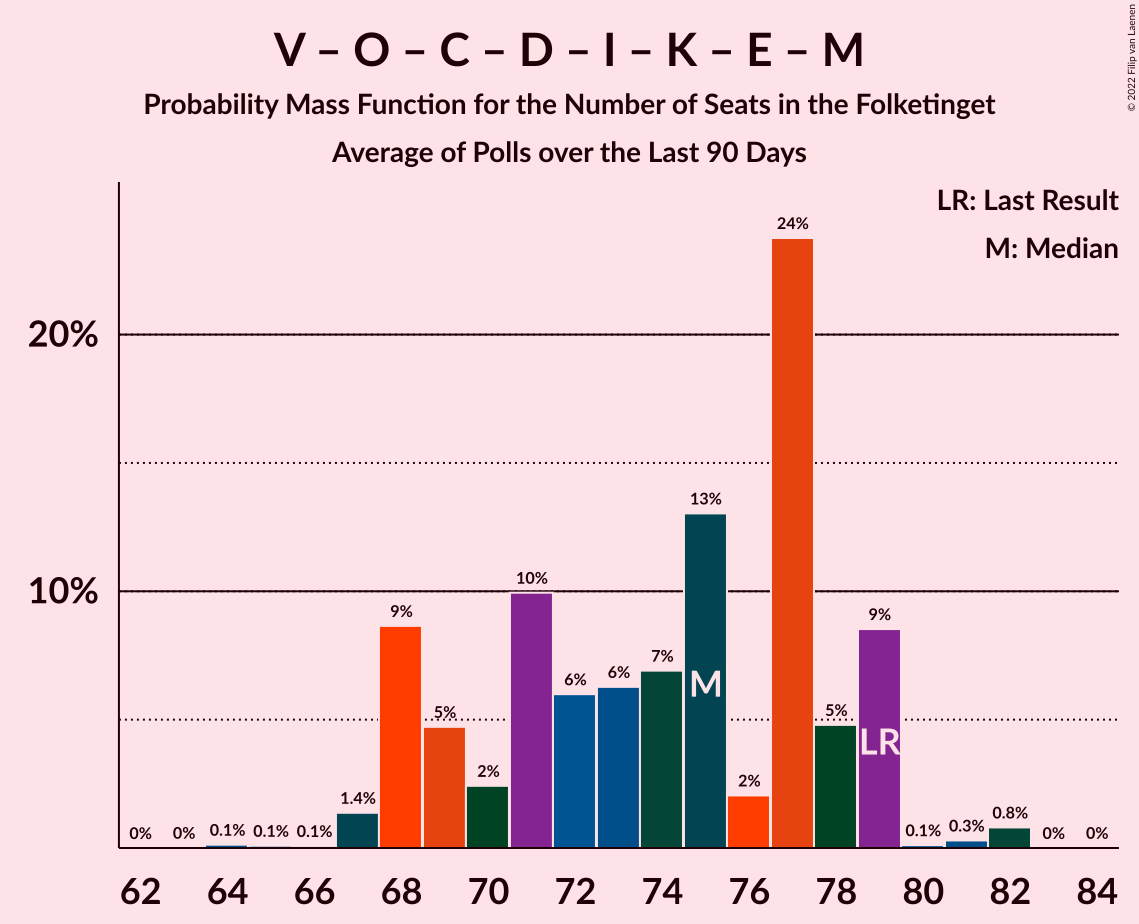 V – O – C – D – I – K – E – M
Probability Mass Function for the Number of Seats in the Folketinget
Average of Polls over the Last 90 Days
© 2022 Filip van Laenen
LR: Last Result
M: Median
20%
10%
0% 0% 0.1% 0.1% 0.1% 1.4% 9% 5% 2% 10% 6% 6% 7% 13% 2% 24% 5% 9% 0.1% 0.3% 0.8% 0% 0%
M
LR
62 64 66 68 70 72 74 76 78 80 82 84